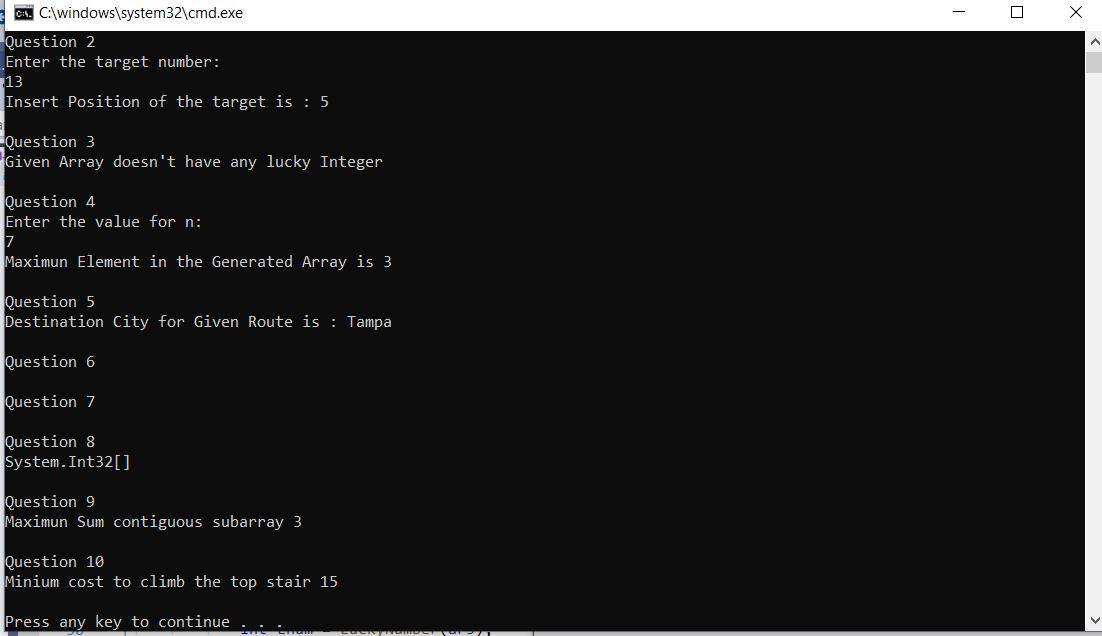 C:\windows\system32\cmd.exe
Question 2
Enter the target number:
13
Insert Position of the target is : 5
Question 3
Given Array doesn't have any lucky Integer
Question 4
Enter the value for n:
7
Maximun Element in the Generated Array is 3
Question 5
Destination City for Given Route is : Tampa
Question 6
Question 7
Question 8
System.Int32[]
Question 9
Maximun Sum contiguous subarray 3
Question 10
Minium cost to climb the top stair 15
Press any key to continue . . .